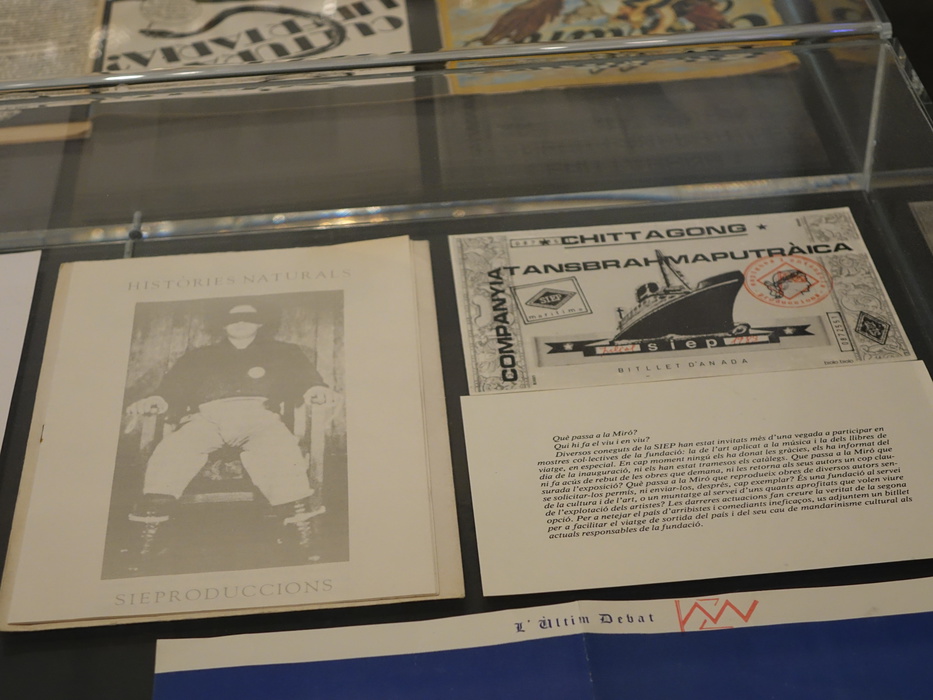 HISTÒRIES NATURALS
SIEPRODUCCIONS
CHITTAGONG
TANSBRAHMAPUTRÀICA
COMPANYIA
SIEP
marítima
siep
BITLLET D'ANADA
Què passa a la Miró?
Qui hi fa el viu i en viu?
Diversos coneguts de la SIEP han estat invitats més d'una vegada a participar en
mostres col·lectives de la fundació: la de l'art aplicat a la música i la dels llibres de
viatge, en especial. En cap moment ningú els ha donat les gràcies, els ha informat del
dia de la inauguració, ni els han estat tramesos els catàlegs. Que passa a la Miró que
ni fa acús de rebut de les obres que demana, ni les retorna als seus autors un cop clau-
surada l'exposició? Què passa a la Miró que reprodueix obres de diversos autors sen-
se solicitar-los permís, ni enviar-los, després, cap exemplar? És una fundació al servei
de la cultura i de l'art, o un muntatge al servei d'uns quants aprofitats que volen viure
de l'explotació dels artistes? Les darreres actuacions fan creure la veritat de la segona
opció. Per a netejar el país d'arribistes i comediants ineficaços, us adjuntem un bitllet
per a facilitar el viatge de sortida del país i del seu cau de mandarinisme cultural als
actuals responsables de la fundació.
L'Últim Debat